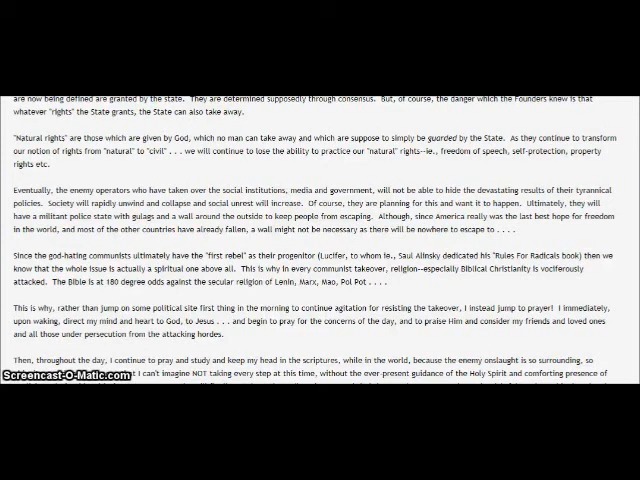 are now being defined are granted by the state. They are determined supposedly through consensus. But, of course, the danger which the Founders knew is that
whatever "rights" the State grants, the State can also take away.
"Natural rights" are those which are given by God, which no man can take away and which are suppose to simply be guarded by the State. As they continue to transform
our notion of rights from "natural" to "civil" . . . we will continue to lose the ability to practice our "natural" rights--ie., freedom of speech, self-protection, property
rights etc.
Eventually, the enemy operators who have taken over the social institutions, media and government, will not be able to hide the devastating results of their tyrannical
policies. Society will rapidly unwind and collapse and social unrest will increase. Of course, they are planning for this and want it to happen. Ultimately, they will
have a militant police state with gulags and a wall around the outside to keep people from escaping. Although, since America really was the last best hope for freedom
in the world, and most of the other countries have already fallen, a wall might not be necessary as there will be nowhere to escape to . . . .
Since the god-hating communists ultimately have the "first rebel" as their progenitor (Lucifer, to whom ie., Saul Alinsky dedicated his "Rules For Radicals book) then we
know that the whole issue is actually a spiritual one above all. This is why in every communist takeover, religion--especially Biblical Christianity is vociferously
attacked. The Bible is at 180 degree odds against the secular religion of Lenin, Marx, Mao, Pol Pot . . . .
This is why, rather than jump on some political site first thing in the morning to continue agitation for resisting the takeover, I instead jump to prayer! I immediately,
upon waking, direct my mind and heart to God, to Jesus . . . and begin to pray for the concerns of the day, and to praise Him and consider my friends and loved ones
and all those under persecution from the attacking hordes.
Then, throughout the day, I continue to pray and study and keep my head in the scriptures, while in the world, because the enemy onslaught is so surrounding, so
Screencast-O-Matic.com t I can't imagine NOT taking every step at this time, without the ever-present guidance of the Holy Spirit and comforting presence of